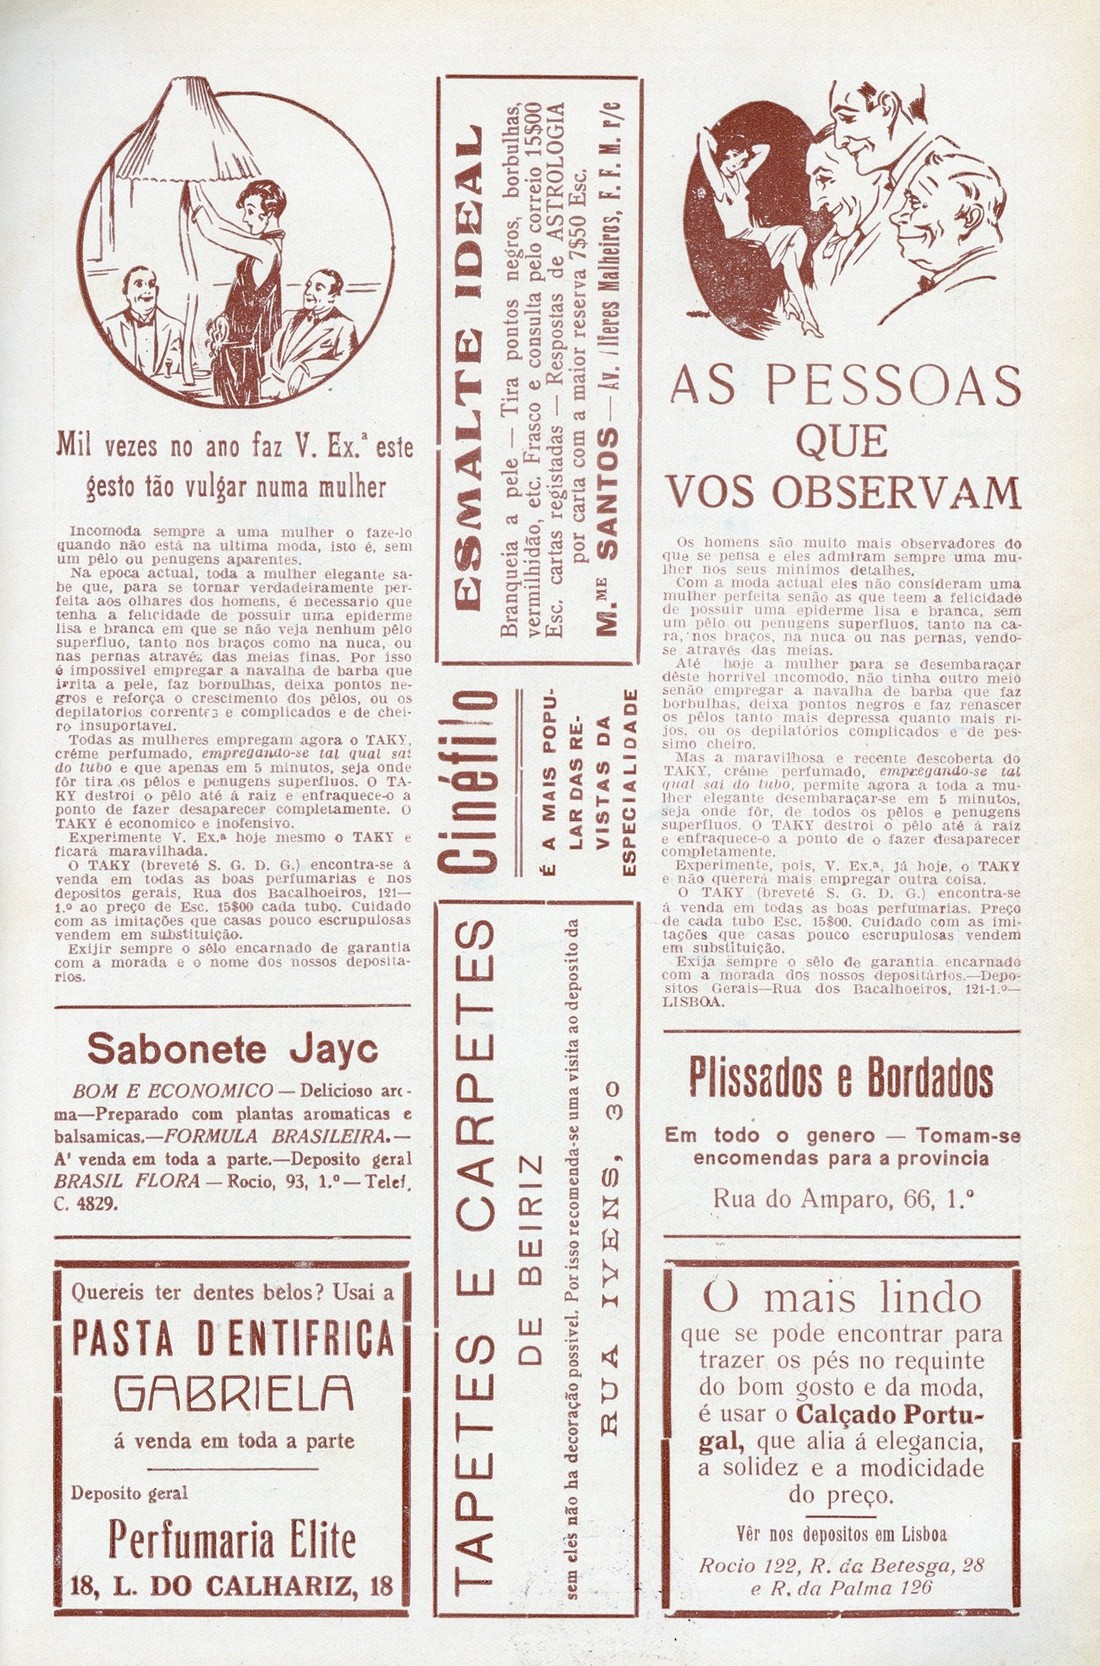 Mil vezes no ano faz V. Ex.ª este
gesto tão vulgar numa mulher
Incomoda sempre a uma mulher o faze-lo
quando não está na ultima moda, isto é, sem
um pêlo ou penugens aparentes.
Na epoca actual, toda a mulher elegante sa-
be que, para se tornar verdadeiramente per-
feita aos olhares dos homens, é necessario que
tenha a felicidade de possuir uma epiderme
lisa e branca em que se não veja nenhum pêlo
superfluo, tanto nos braços como na nuca, ou
nas pernas através das meias finas. Por isso
é impossivel empregar a navalha de barba que
irrita a pele, faz borbulhas, deixa pontos ne-
gros e reforça o crescimento dos pêlos, ou os
depilatorios correntes e complicados e de chei-
ro insuportavel.
Todas as mulheres empregam agora o TAKY,
créme perfumado, empregando-se tal qual sai
do tubo e que apenas em 5 minutos, seja onde
fôr tira os pêlos e penugens superfluos. O TA-
KY destroi o pêlo até á raiz e enfraquece-o a
ponto de fazer desaparecer completamente. O
TAKY é economico e inofensivo.
Experimente V. Ex.ª hoje mesmo o TAKY e
ficará maravilhada.
O TAKY (breveté S. G. D. G.) encontra-se á
venda em todas as boas perfumarias e nos
depositos gerais, Rua dos Bacalhoeiros, 121—
1.º ao preço de Esc. 15$00 cada tubo. Cuidado
com as imitações que casas pouco escrupulosas
vendem em substituição.
Exijir sempre o sêlo encarnado de garantia
com a morada e o nome dos nossos deposita-
rios.
Sabonete Jayc
BOM E ECONOMICO — Delicioso aro-
ma—Preparado com plantas aromaticas e
balsamicas.—FORMULA BRASILEIRA.—
A' venda em toda a parte.—Deposito geral
BRASIL FLORA — Rocio, 93, 1.º — Telef.
C. 4829.
Quereis ter dentes belos? Usai a
PASTA DENTIFRIÇA
GABRIELA
á venda em toda a parte
Deposito geral
Perfumaria Elite
18, L. DO CALHARIZ, 18
ESMALTE IDEAL
Branqueia a pele — Tira pontos negros, borbulhas,
vermilhidão, etc. Frasco e consulta pelo correio 15$00
Esc. cartas registadas — Respostas de ASTROLOGIA
por carta com a maior reserva 7$50 Esc.
M.ME SANTOS — Av. Alferes Malheiros, F. F. M. r/c
Cinéfilo
É A MAIS POPU-
LAR DAS RE-
VISTAS DA
ESPECIALIDADE
TAPETES E CARPETES
DE BEIRIZ
sem eles não ha decoração possivel. Por isso recomenda-se uma visita ao deposito da
RUA IVENS, 30
AS PESSOAS
QUE
VOS OBSERVAM
Os homens são muito mais observadores do
que se pensa e eles admiram sempre uma mu-
lher nos seus minimos detalhes.
Com a moda actual eles não consideram uma
mulher perfeita senão as que teem a felicidade
de possuir uma epiderme lisa e branca, sem
um pêlo ou penugens superfluos, tanto na ca-
ra, nos braços, na nuca ou nas pernas, vendo-
se através das meias.
Até hoje a mulher para se desembaraçar
dêste horrivel incomodo, não tinha outro meio
senão empregar a navalha de barba que faz
borbulhas, deixa pontos negros e faz renascer
os pêlos tanto mais depressa quanto mais ri-
jos, ou os depilatórios complicados e de pes-
simo cheiro.
Mas a maravilhosa e recente descoberta do
TAKY, créme perfumado, empregando-se tal
qual sai do tubo, permite agora a toda a mu-
lher elegante desembaraçar-se em 5 minutos,
seja onde fôr, de todos os pêlos e penugens
superfluos. O TAKY destroi o pêlo até á raiz
e enfraquece-o a ponto de o fazer desaparecer
completamente.
Experimente, pois, V. Ex.ª, já hoje, o TAKY
e não quererá mais empregar outra coisa.
O TAKY (breveté S. G. D. G.) encontra-se
á venda em todas as boas perfumarias. Preço
de cada tubo Esc. 15$00. Cuidado com as imi-
tações que casas pouco escrupulosas vendem
em substituição.
Exija sempre o sêlo de garantia encarnado
com a morada dos nossos depositários.—Depo-
sitos Gerais—Rua dos Bacalhoeiros, 121-1.º—
LISBOA.
Plissados e Bordados
Em todo o genero — Tomam-se
encomendas para a provincia
Rua do Amparo, 66, 1.º
O mais lindo
que se pode encontrar para
trazer os pés no requinte
do bom gosto e da moda,
é usar o Calçado Portu-
gal, que alia á elegancia,
a solidez e a modicidade
do preço.
Vêr nos depositos em Lisboa
Rocio 122, R. da Betesga, 28
e R. da Palma 126